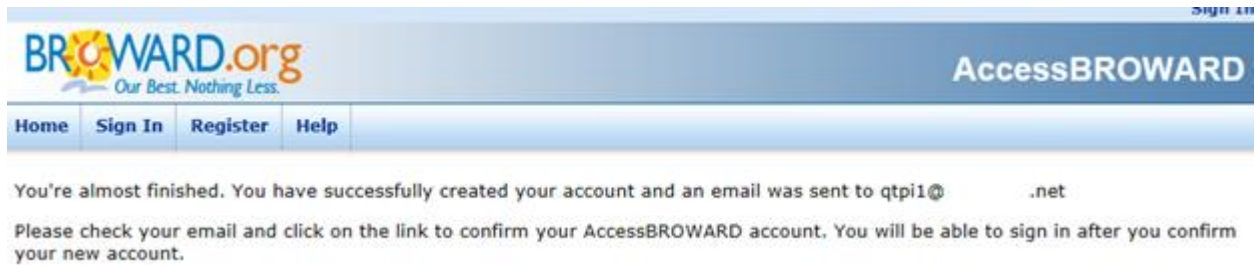 Sign In
BROWARD.org
Our Best. Nothing Less.
AccessBROWARD
Home Sign In Register Help
You're almost finished. You have successfully created your account and an email was sent to qtpi1@ .net
Please check your email and click on the link to confirm your AccessBROWARD account. You will be able to sign in after you confirm
your new account.